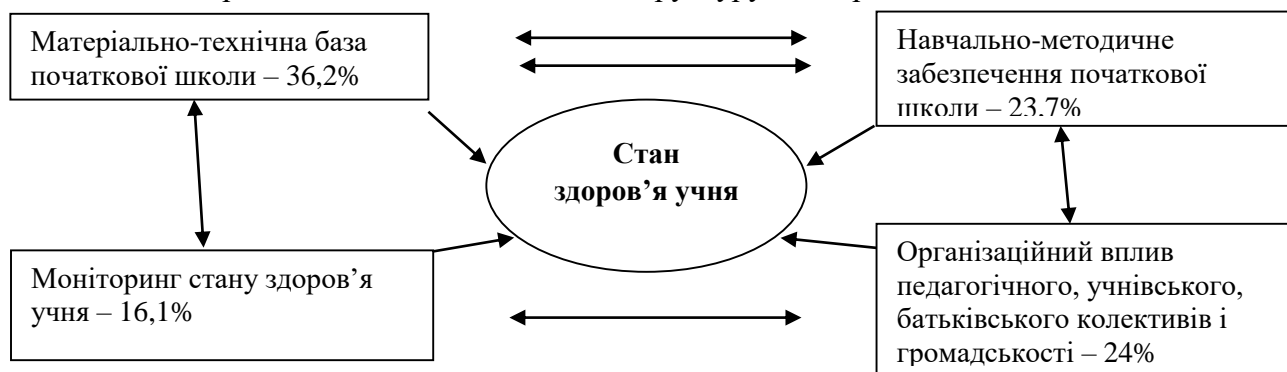 Матеріально-технічна база
початкової школи – 36,2%
Навчально-методичне
забезпечення початкової
школи – 23,7%
Стан
здоров’я учня
Моніторинг стану здоров’я
учня – 16,1%
Організаційний вплив
педагогічного, учнівського,
батьківського колективів і
громадськості – 24%